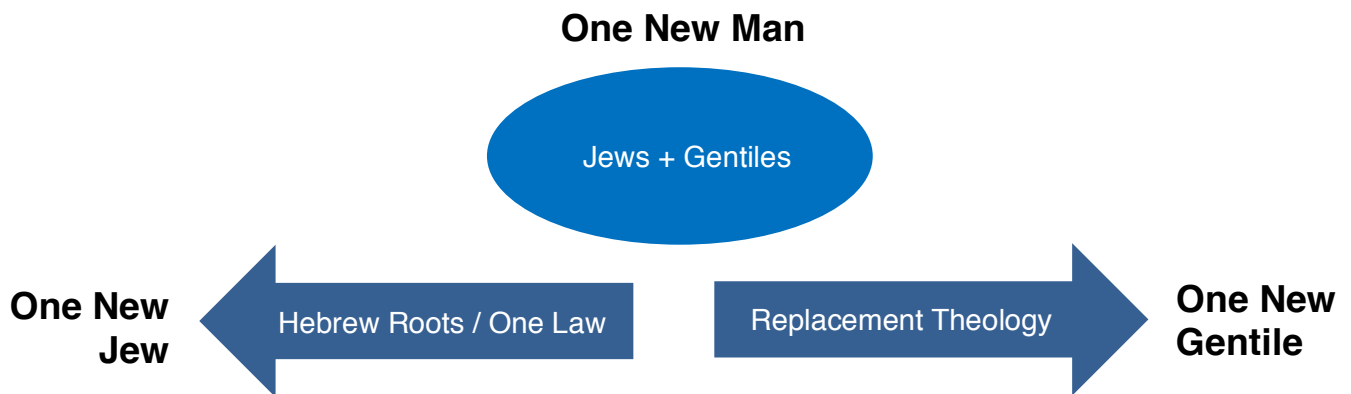 One New Man
Jews + Gentiles
One New
Jew
Hebrew Roots / One Law
Replacement Theology
One New
Gentile